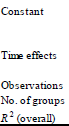 Constant
Time effects
Observations
No. of groups
R² (overall)